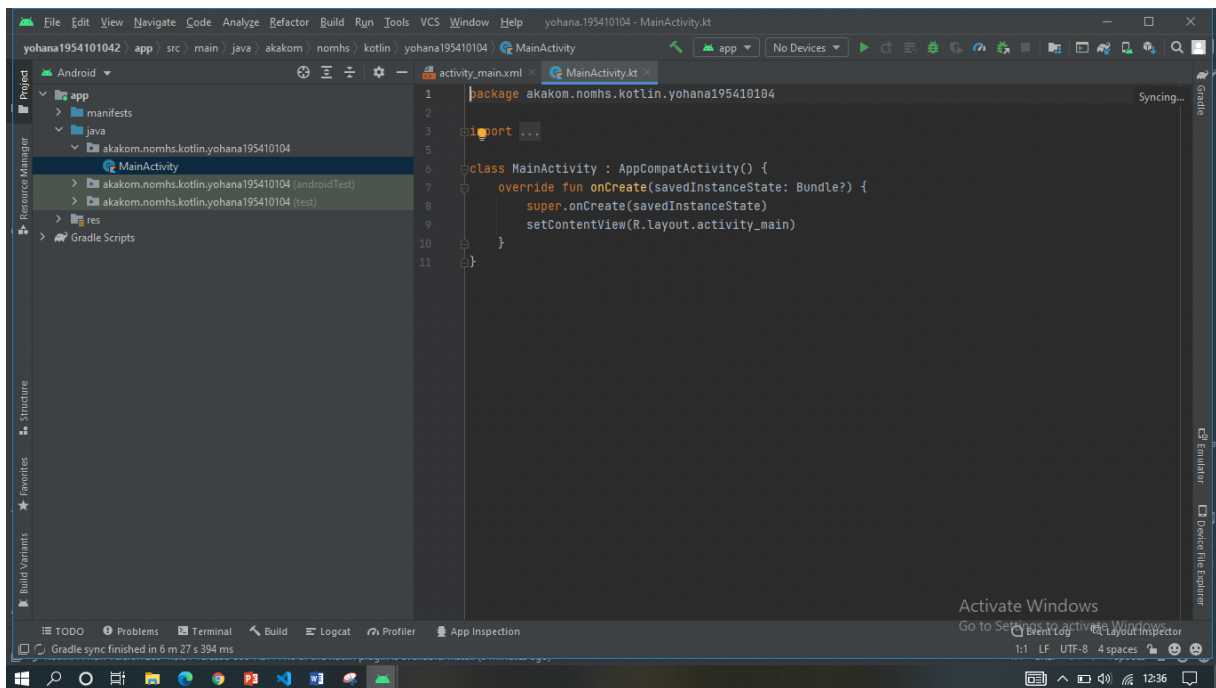 File Edit View Navigate Code Analyze Refactor Build Run Tools VCS Window Help yohana.195410104 - MainActivity.kt
yohana1954101042 app src main java akakom nomhs kotlin yohana195410104 MainActivity app No Devices
Project
Android
activity_main.xml MainActivity.kt
Gradle
app
manifests
java
akakom.nomhs.kotlin.yohana195410104
MainActivity
akakom.nomhs.kotlin.yohana195410104 (androidTest)
akakom.nomhs.kotlin.yohana195410104 (test)
res
Gradle Scripts
Resource Manager
Structure
Favorites
Build Variants
1 package akakom.nomhs.kotlin.yohana195410104
Syncing...
2
3 import ...
5
6 class MainActivity : AppCompatActivity() {
7 override fun onCreate(savedInstanceState: Bundle?) {
8 super.onCreate(savedInstanceState)
9 setContentView(R.layout.activity_main)
10 }
11 }
Emulator
Device File Explorer
Activate Windows
Go to Settings to activate Windows.
TODO Problems Terminal Build Logcat Profiler App Inspection
Event Log Layout Inspector
Gradle sync finished in 6 m 27 s 394 ms
1:1 LF UTF-8 4 spaces
12:36